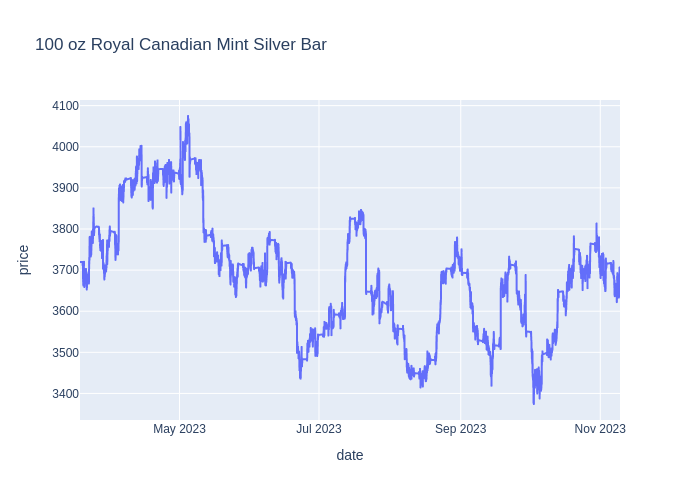 100 oz Royal Canadian Mint Silver Bar
4100
4000
3900
3800
3700
3600
3500
3400
price
May 2023
Jul 2023
Sep 2023
Nov 2023
date